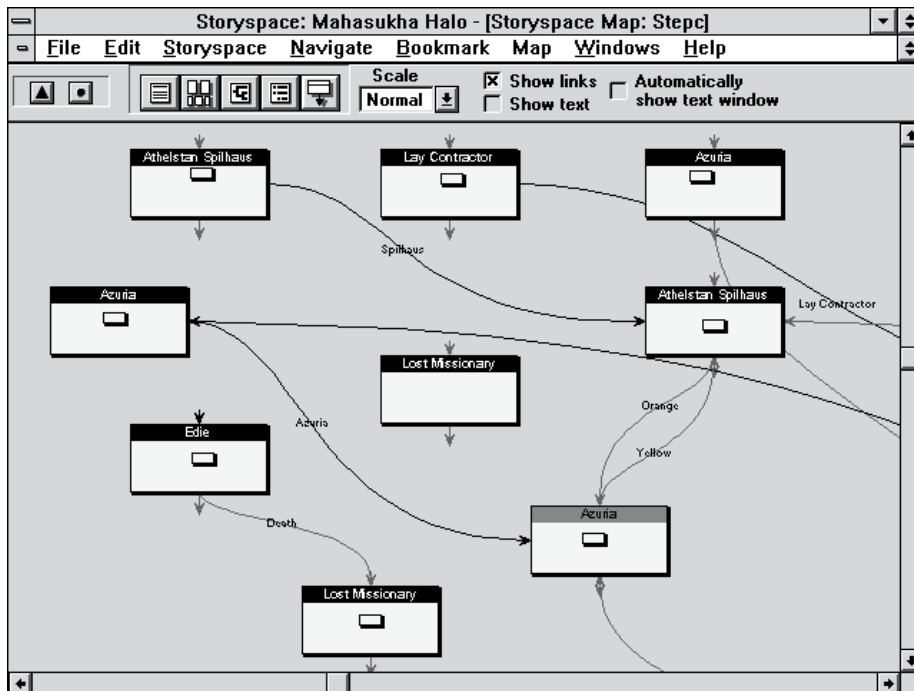 Storyspace: Mahasukha Halo - [Storyspace Map: Stepc]
File Edit Storyspace Navigate Bookmark Map Windows Help
Scale
Normal
Show links
Show text
Automatically
show text window
Athelstan Spilhaus
Lay Contractor
Azuria
Spilhaus
Azuria
Athelstan Spilhaus
Lay Contractor
Lost Missionary
Orange
Azuria
Edie
Yellow
Azuria
Death
Lost Missionary